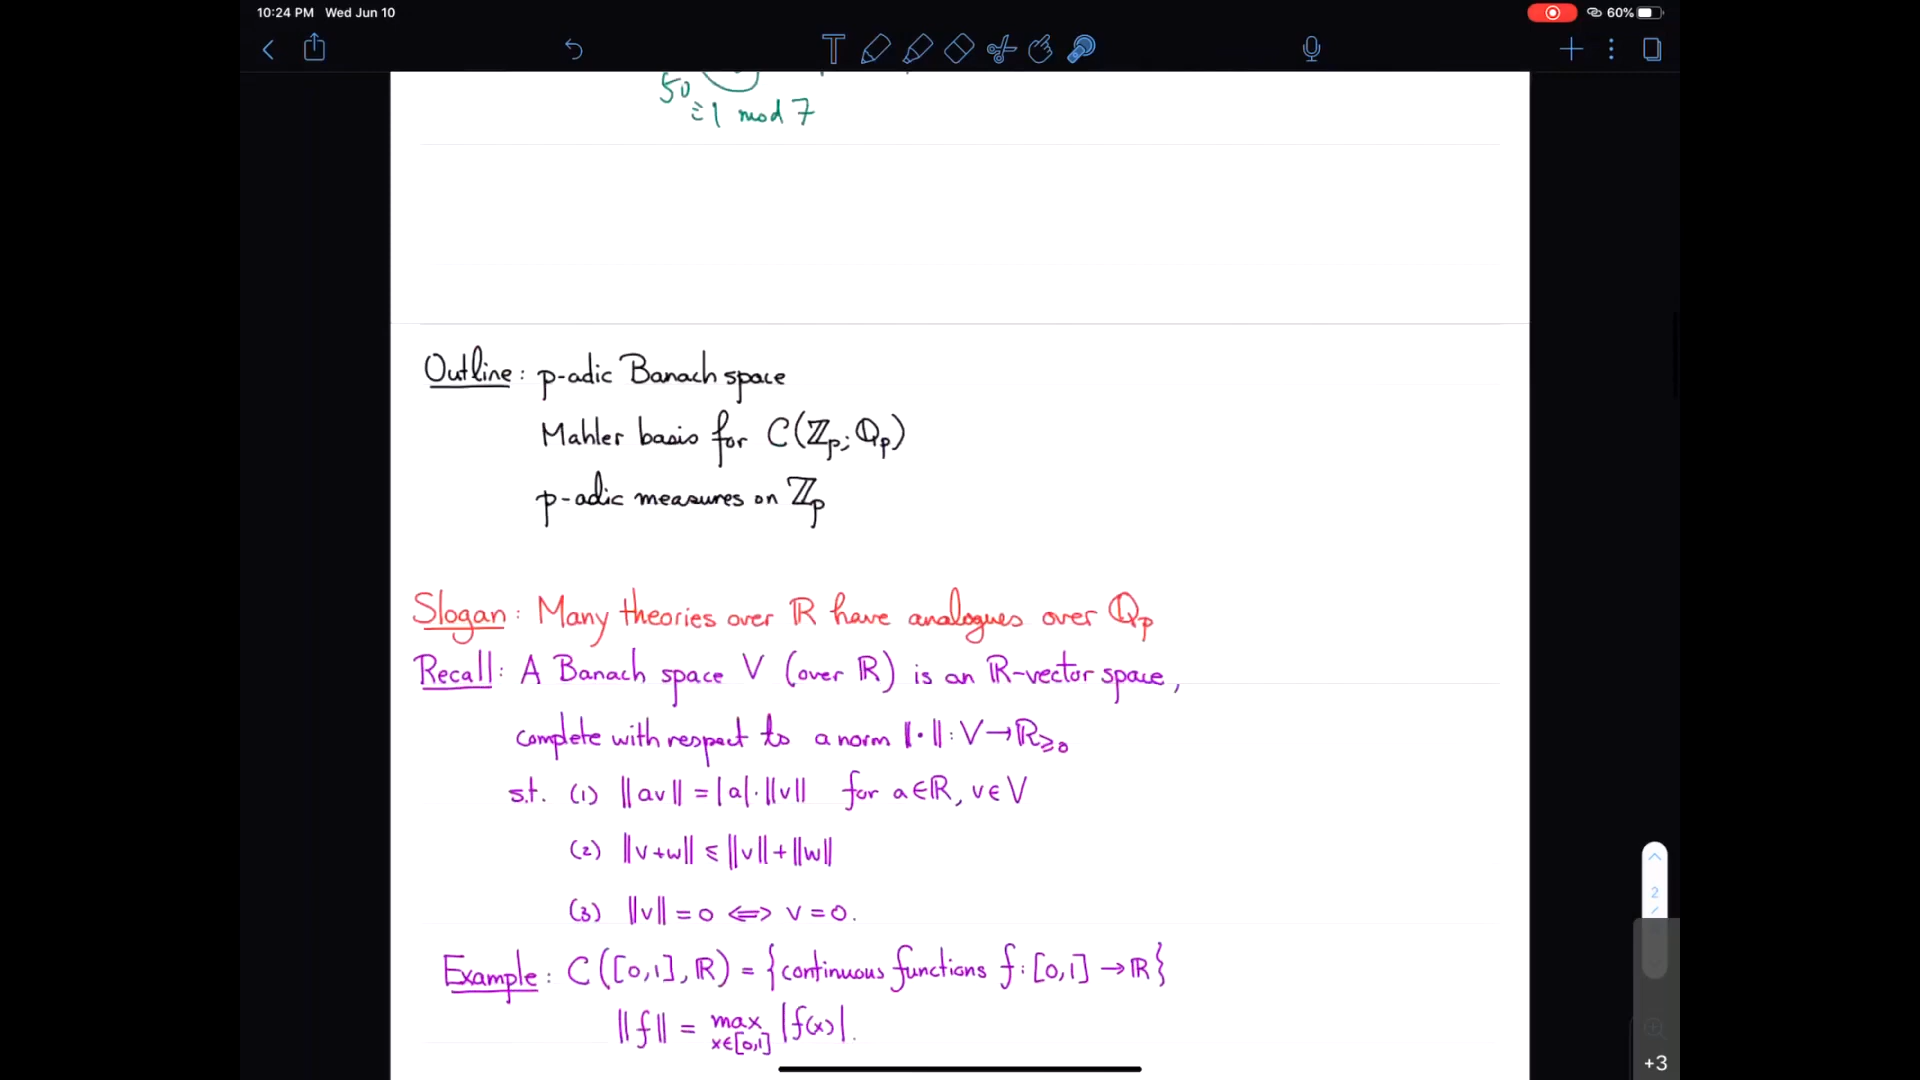 10:24 PM Wed Jun 10
60%
50
≡ 1 mod 7
Outline: p-adic Banach space
Mahler basis for C(ℤp; ℚp)
p-adic measures on ℤp
Slogan: Many theories over ℝ have analogues over ℚp
Recall: A Banach space V (over ℝ) is an ℝ-vector space,
complete with respect to a norm ‖·‖: V → ℝ≥0
s.t. (1) ‖av‖ = |a|·‖v‖ for a∈ℝ, v∈V
(2) ‖v+w‖ ≤ ‖v‖+‖w‖
(3) ‖v‖ = 0 ⟺ v = 0.
Example: C([0,1], ℝ) = {continuous functions f: [0,1] → ℝ}
‖f‖ = max x∈[0,1] |f(x)|.
2
+3